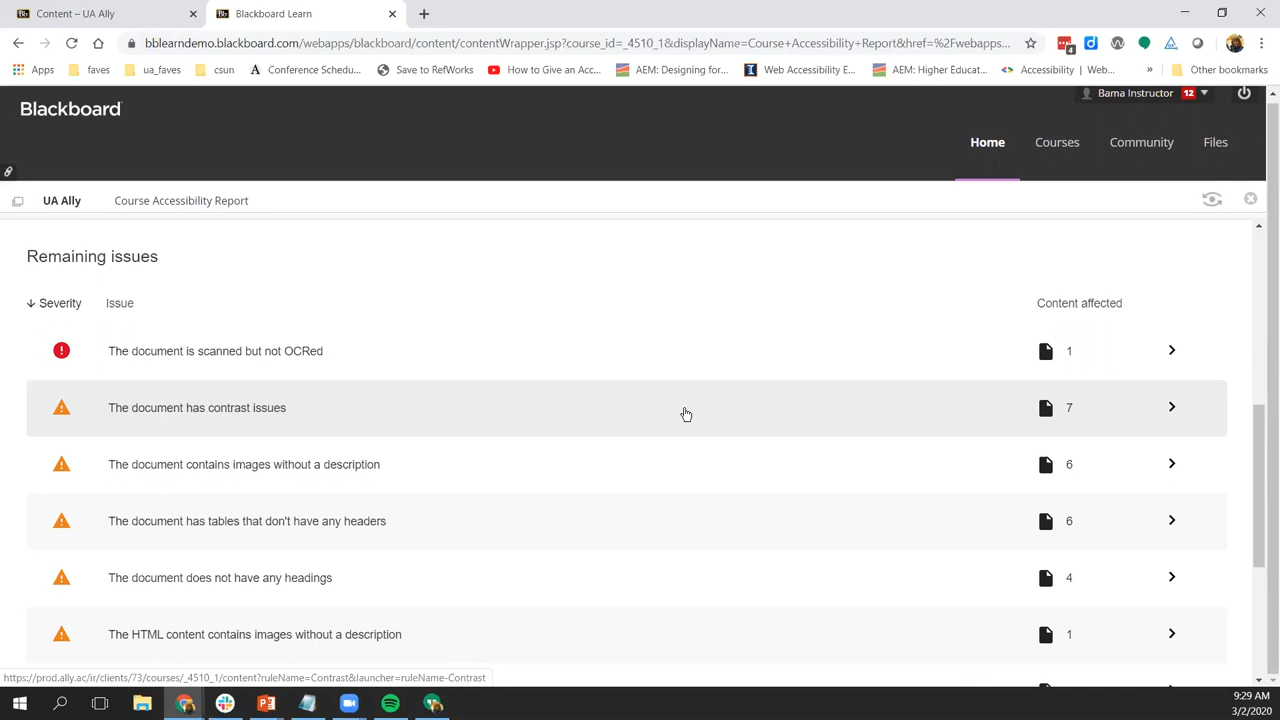 Content – UA Ally
Blackboard Learn
bblearndemo.blackboard.com/webapps/blackboard/content/contentWrapper.jsp?course_id=_4510_1&displayName=Course+Accessibility+Report&href=%2Fwebapps...
4
Apps
faves
ua_faves
csun
Conference Schedu...
Save to RefWorks
How to Give an Acc...
AEM: Designing for...
Web Accessibility E...
AEM: Higher Educat...
Accessibility | Web...
»
Other bookmarks
Blackboard
Bama Instructor 12
Home
Courses
Community
Files
UA Ally
Course Accessibility Report
Remaining issues
Severity
Issue
Content affected
The document is scanned but not OCRed
1
The document has contrast issues
7
The document contains images without a description
6
The document has tables that don't have any headers
6
The document does not have any headings
4
The HTML content contains images without a description
1
https://prod.ally.ac/ir/clients/73/courses/_4510_1/content?ruleName=Contrast&launcher=ruleName-Contrast
9:29 AM
3/2/2020